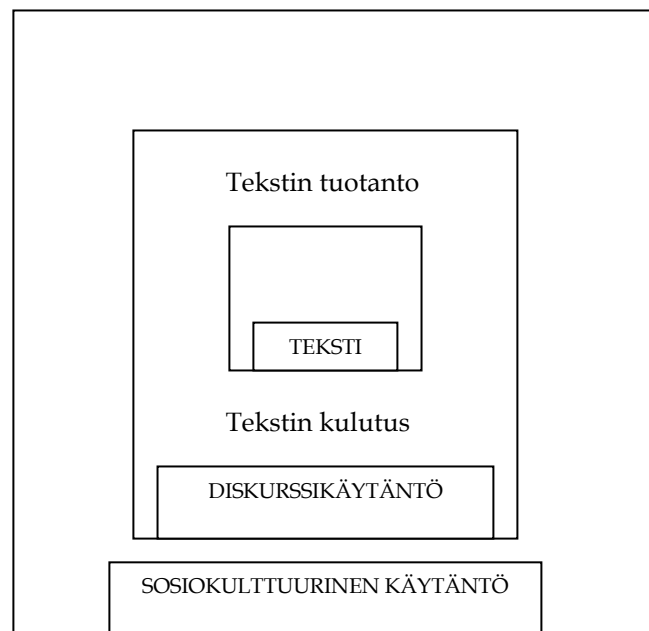 Tekstin tuotanto
TEKSTI
Tekstin kulutus
DISKURSSIKÄYTÄNTÖ
SOSIOKULTTUURINEN KÄYTÄNTÖ